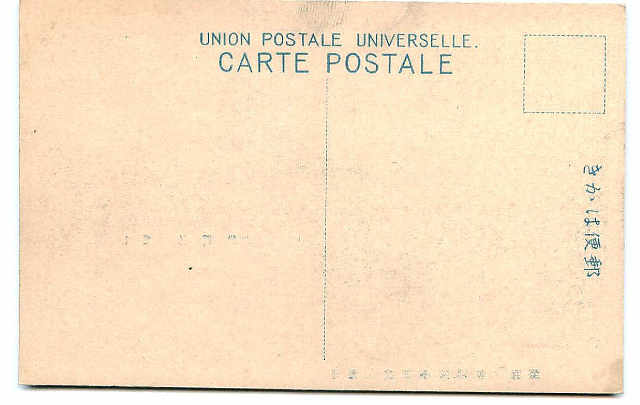 UNION POSTALE UNIVERSELLE.
CARTE POSTALE
郵便はかき